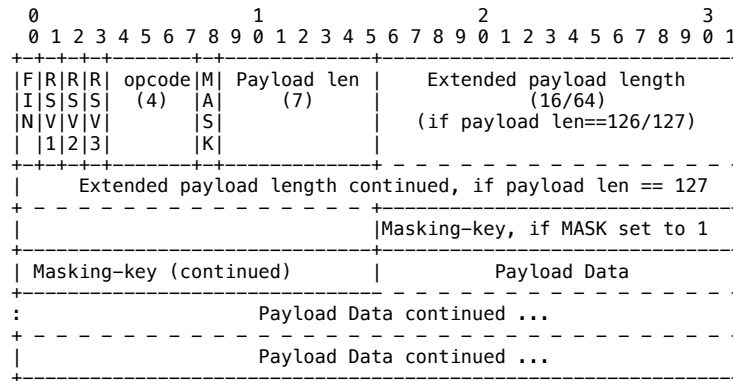 0                   1                   2                   3
0 1 2 3 4 5 6 7 8 9 0 1 2 3 4 5 6 7 8 9 0 1 2 3 4 5 6 7 8 9 0 1
+-+-+-+-+-------+-+-------------+-------------------------------
|F|R|R|R| opcode|M| Payload len |    Extended payload length
|I|S|S|S|  (4)  |A|     (7)     |             (16/64)
|N|V|V|V|       |S|             |   (if payload len==126/127)
| |1|2|3|       |K|             |
+-+-+-+-+-------+-+-------------+ - - - - - - - - - - - - - - -
|     Extended payload length continued, if payload len == 127
+ - - - - - - - - - - - - - - - +-------------------------------
|                               |Masking-key, if MASK set to 1
+-------------------------------+-------------------------------
| Masking-key (continued)       |          Payload Data
+-------------------------------- - - - - - - - - - - - - - - -
:                     Payload Data continued ...
+ - - - - - - - - - - - - - - - - - - - - - - - - - - - - - - -
|                     Payload Data continued ...
+---------------------------------------------------------------